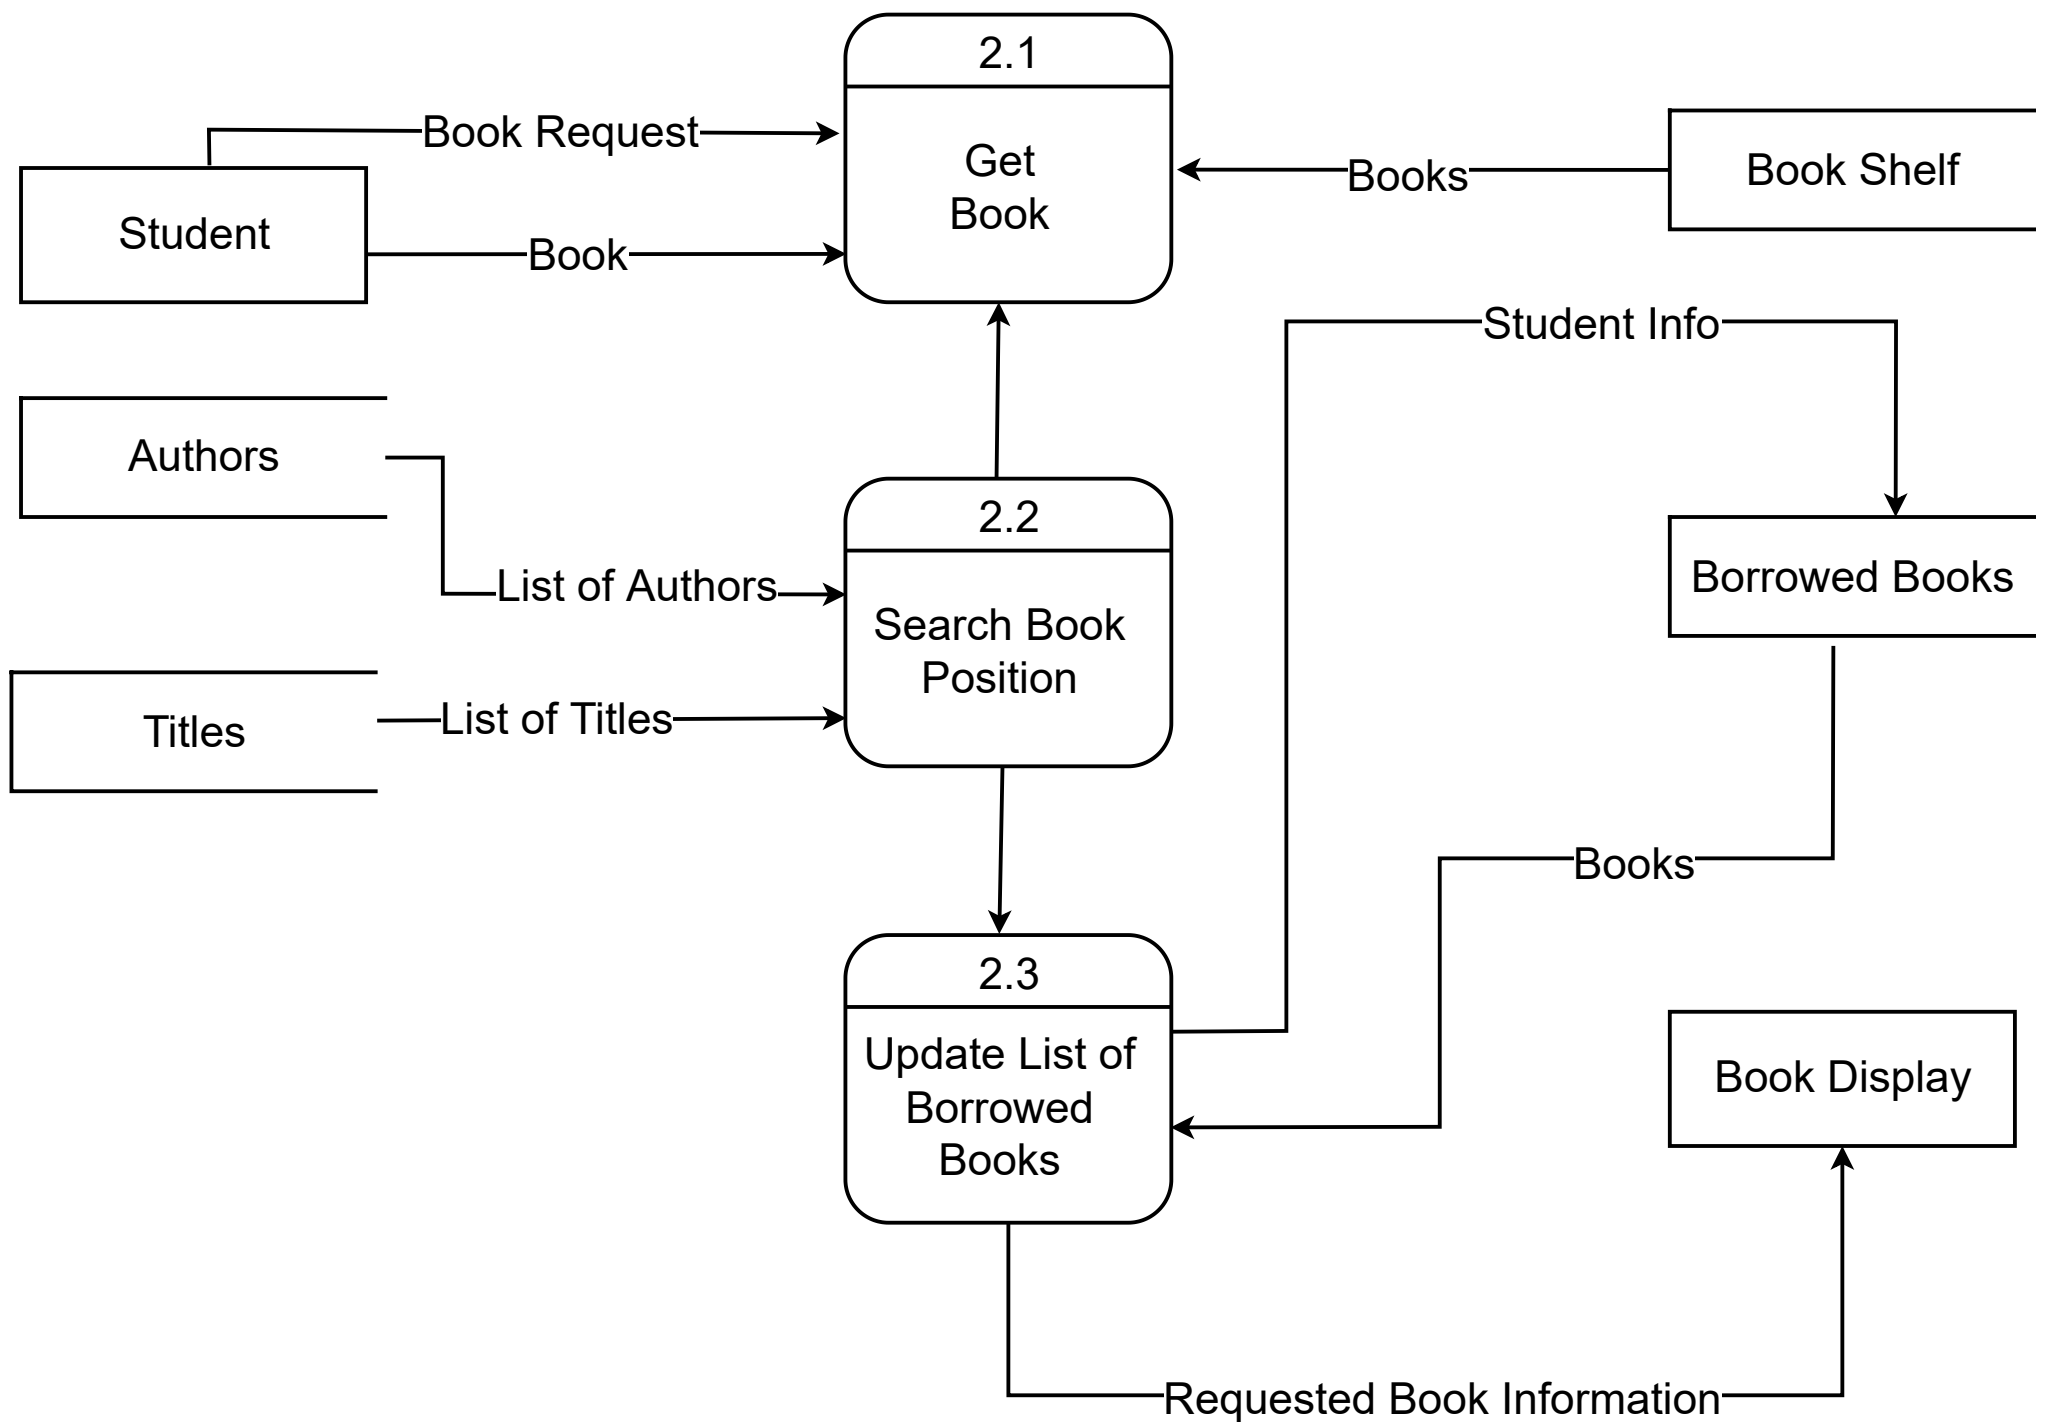 2.1
Book Request
Get
Book
Books
Book Shelf
Student
Book
Student Info
Authors
2.2
List of Authors
Search Book
Position
Borrowed Books
Titles
List of Titles
Books
2.3
Update List of
Borrowed
Books
Book Display
Requested Book Information